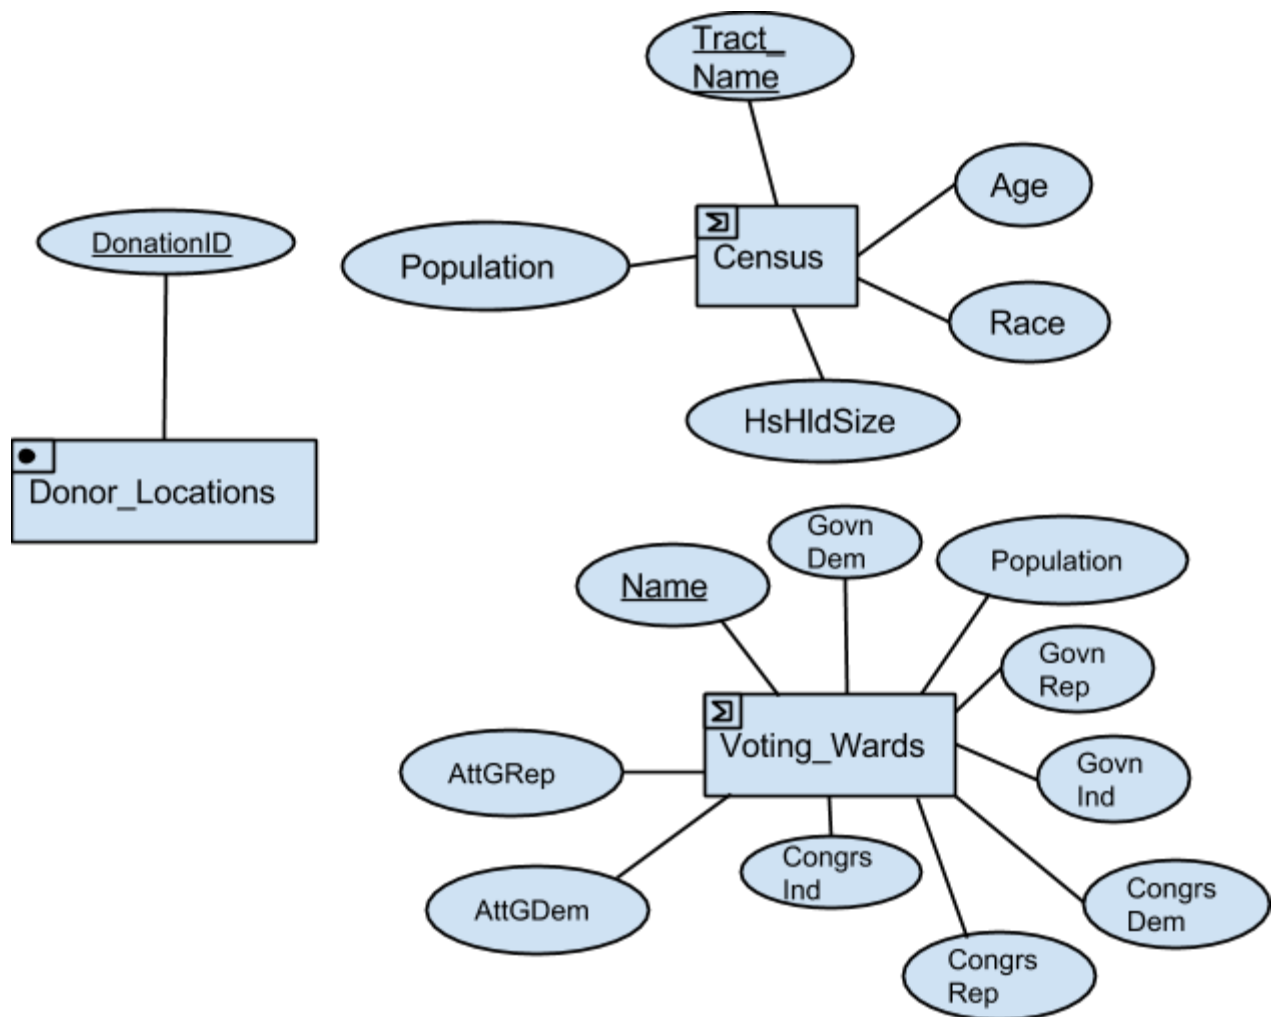 Tract_
Name
Age
DonationID
Census
Population
Race
HsHldSize
Donor_Locations
Govn
Dem
Population
Name
Govn
Rep
Voting_Wards
AttGRep
Govn
Ind
Congrs
Ind
Congrs
Dem
AttGDem
Congrs
Rep